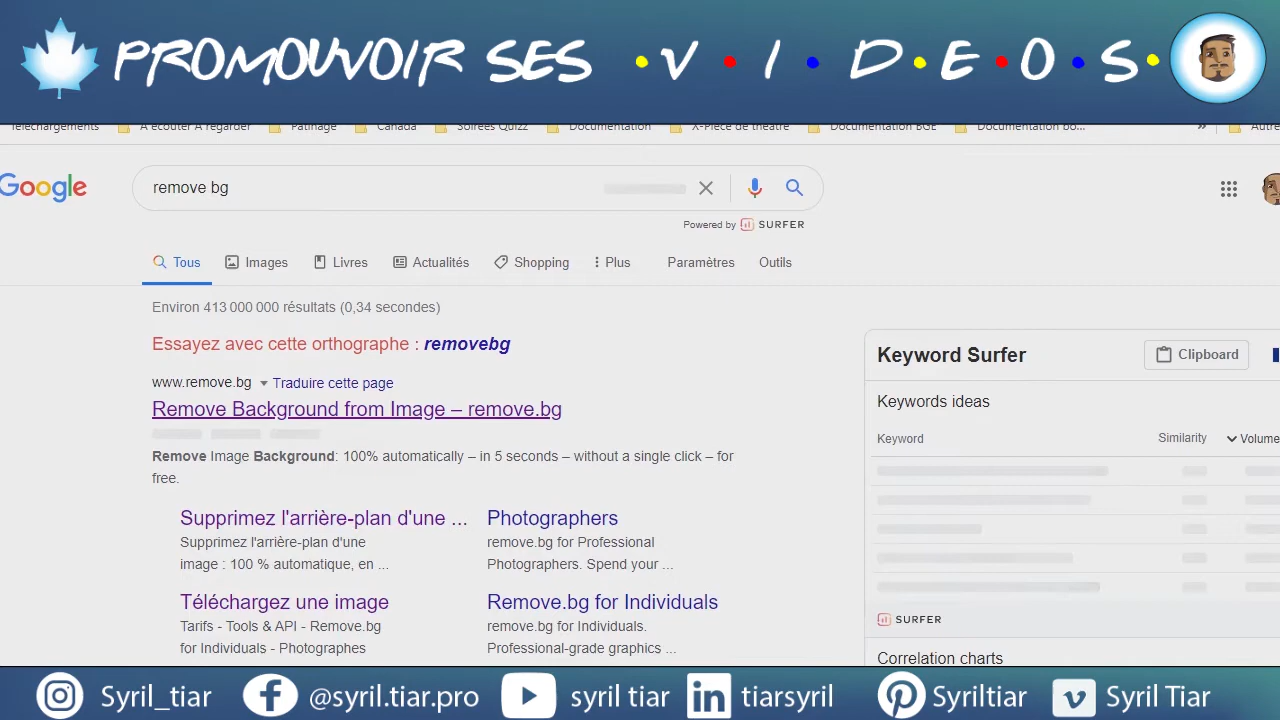 PROMOUVOIR SES V I D E O S
Téléchargements A écouter A regarder Patinage Canada Soirées Quizz Documentation X-Pièce de théâtre Documentation BGE Documentation bo... » Autre
Google
remove bg
Powered by SURFER
Tous Images Livres Actualités Shopping Plus Paramètres Outils
Environ 413 000 000 résultats (0,34 secondes)
Essayez avec cette orthographe : removebg
www.remove.bg Traduire cette page
Remove Background from Image – remove.bg
Remove Image Background: 100% automatically – in 5 seconds – without a single click – for
free.
Supprimez l'arrière-plan d'une ...
Supprimez l'arrière-plan d'une
image : 100 % automatique, en ...
Photographers
remove.bg for Professional
Photographers. Spend your ...
Téléchargez une image
Tarifs - Tools & API - Remove.bg
for Individuals - Photographes
Remove.bg for Individuals
remove.bg for Individuals.
Professional-grade graphics ...
Keyword Surfer
Clipboard
Keywords ideas
Keyword Similarity Volume
SURFER
Correlation charts
Syril_tiar @syril.tiar.pro syril tiar tiarsyril Syriltiar Syril Tiar